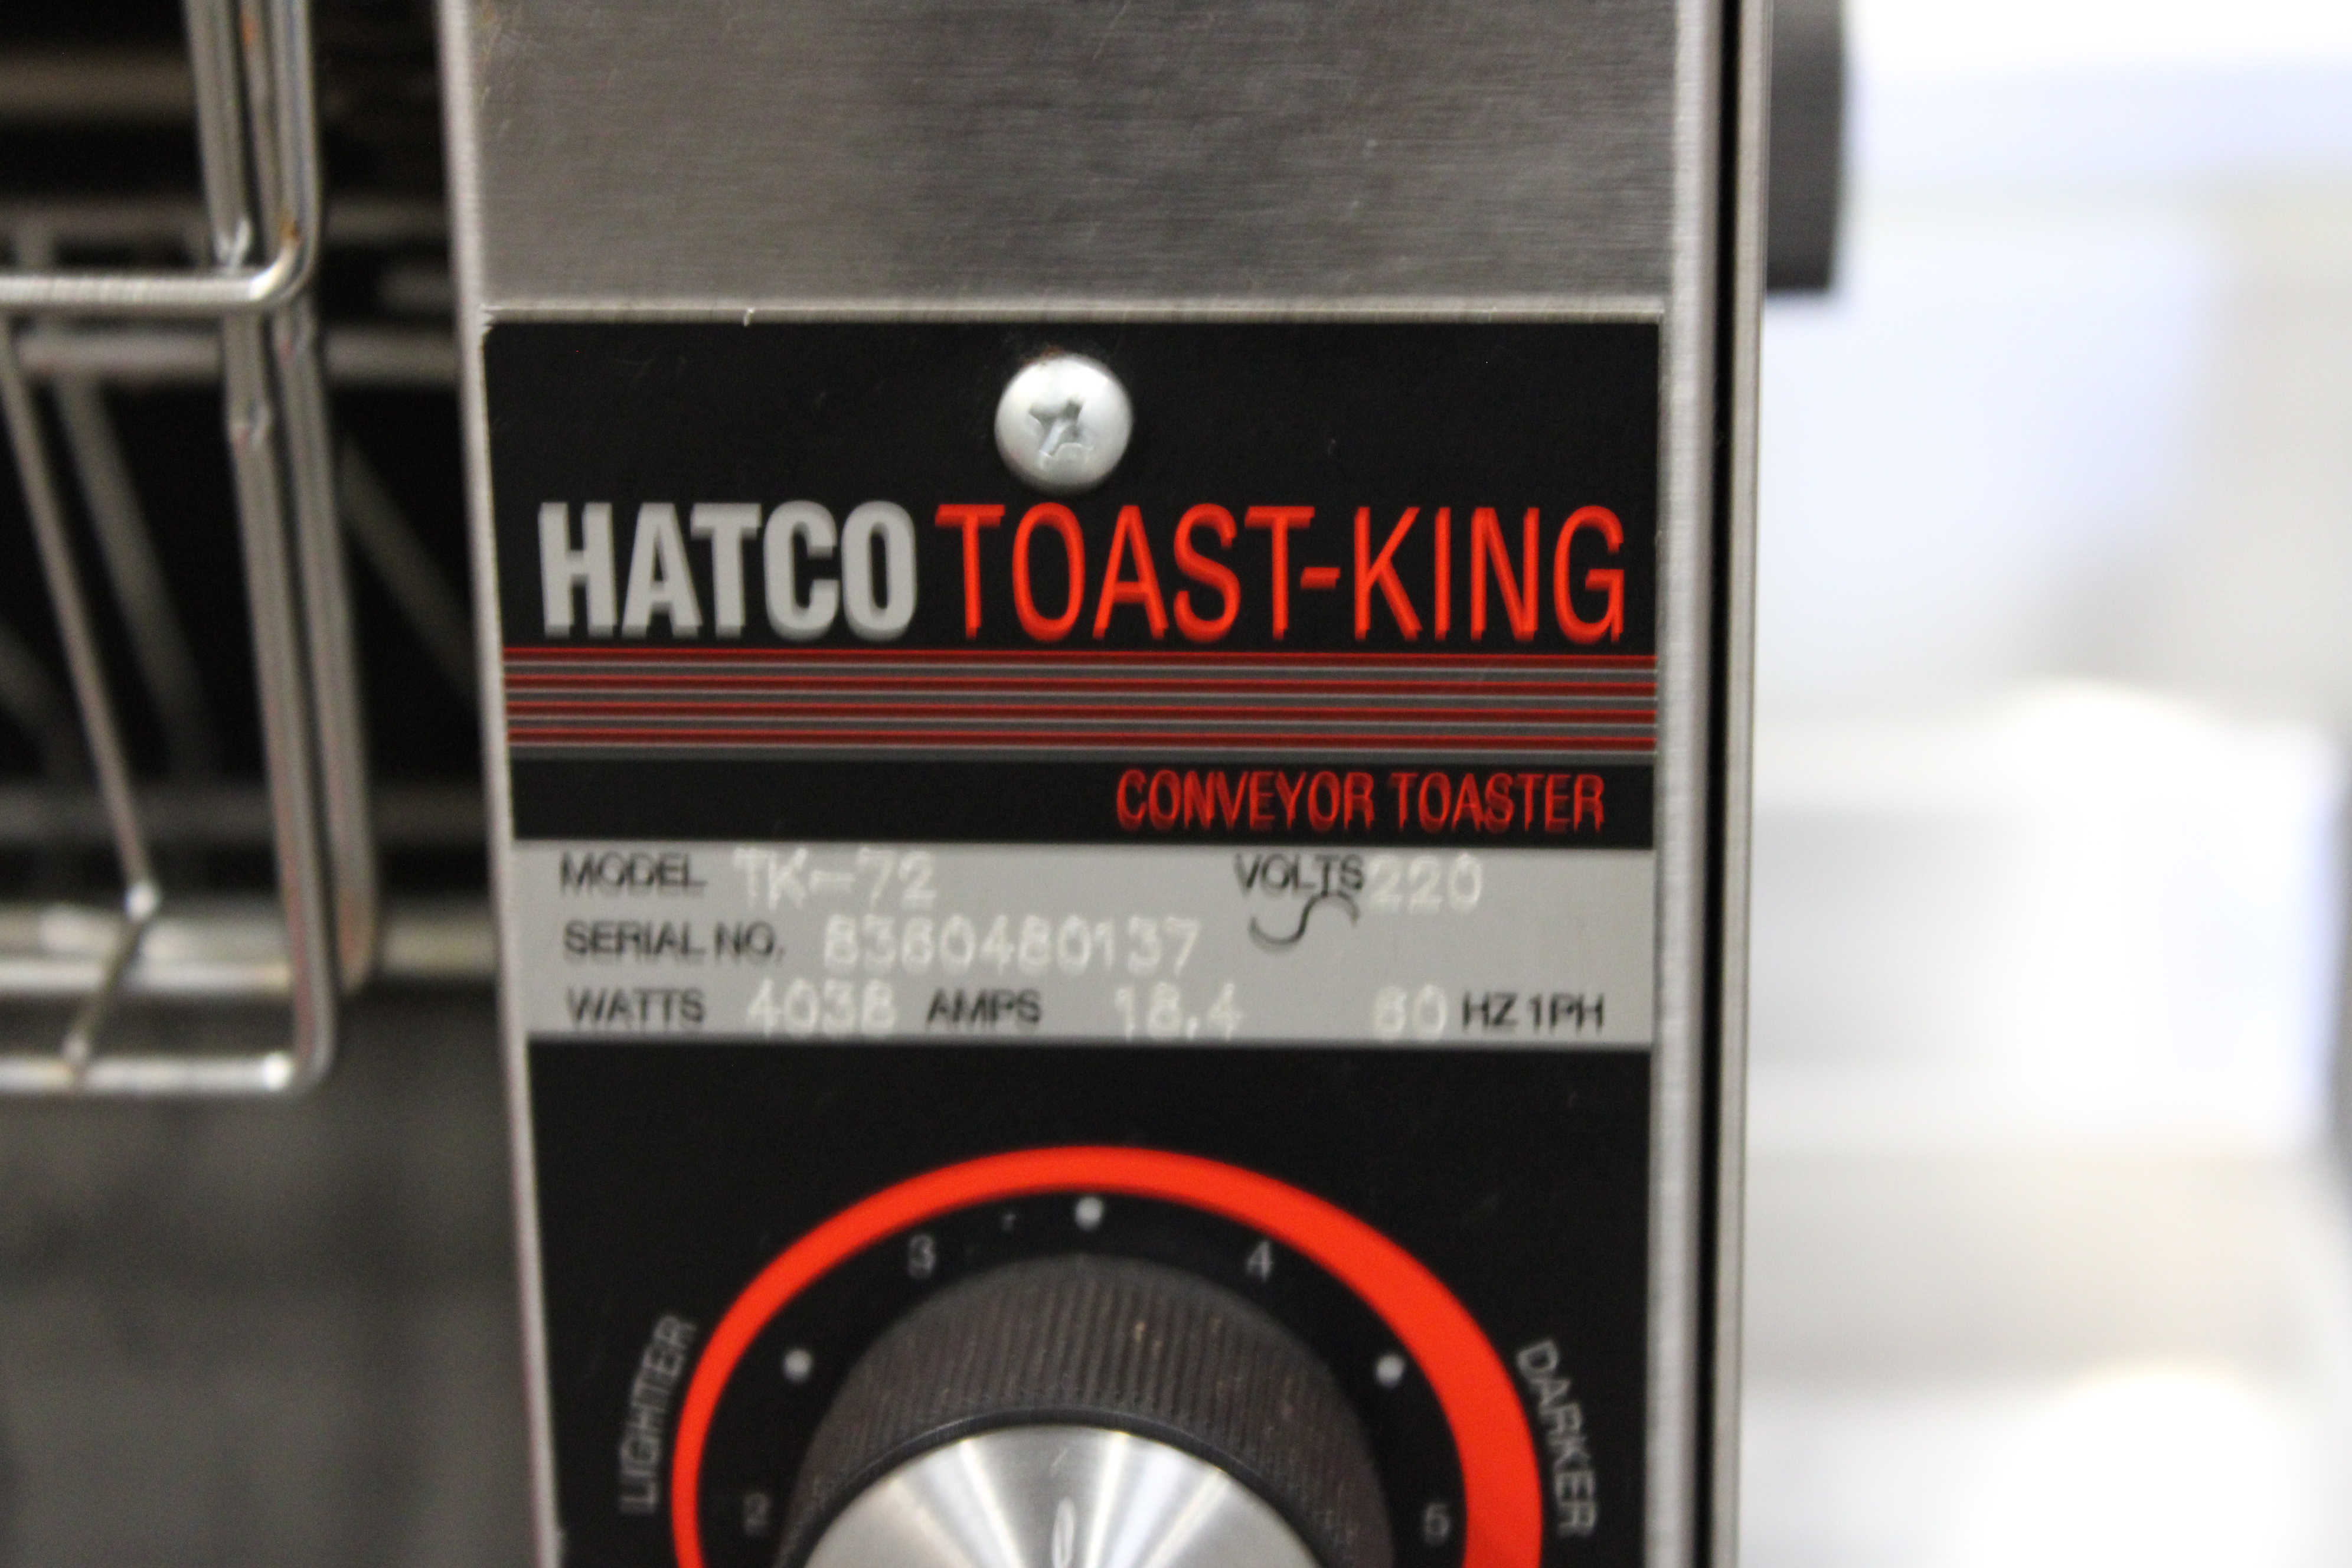 HATCO TOAST-KING
CONVEYOR TOASTER
MODEL TK-72 VOLTS 220
SERIAL NO. 8360480137
WATTS 4038 AMPS 18.4 60 HZ 1PH
3 4
LIGHTER DARKER
2 5